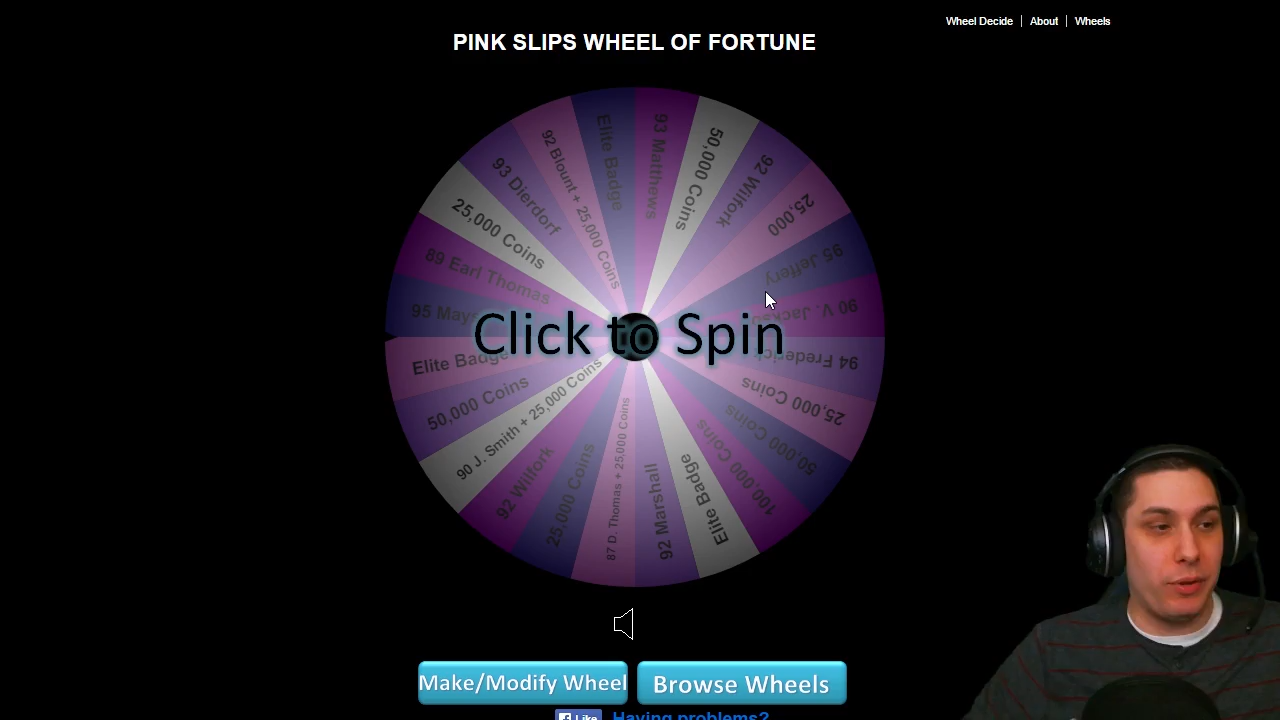 Wheel Decide
About
Wheels
PINK SLIPS WHEEL OF FORTUNE
93 Matthews
50,000 Coins
92 Wilfork
25,000
95 Jeffery
90 V. Jackson
94 Frederick
25,000 Coins
50,000 Coins
100,000 Coins
Elite Badge
92 Marshall
87 D. Thomas + 25,000 Coins
25,000 Coins
92 Wilfork
90 J. Smith + 25,000 Coins
50,000 Coins
Elite Badge
95 Mays
89 Earl Thomas
25,000 Coins
93 Dierdorf
92 Blount + 25,000 Coins
Elite Badge
Click to Spin
Make/Modify Wheel
Browse Wheels
Like
Having problems?